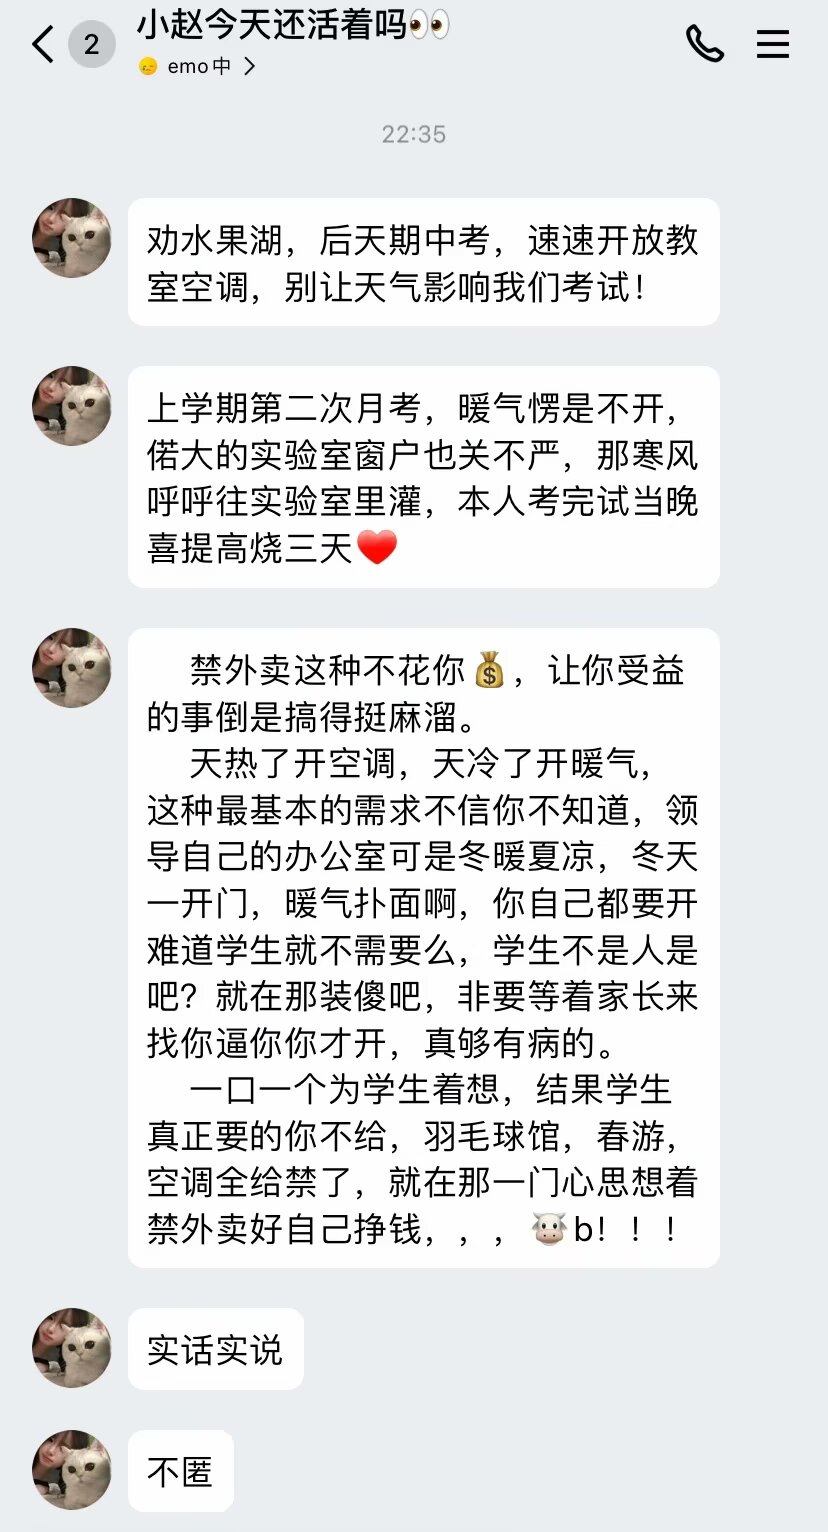 2
小赵今天还活着吗👀
emo中
22:35
劝水果湖，后天期中考，速速开放教
室空调，别让天气影响我们考试！
上学期第二次月考，暖气愣是不开，
偌大的实验室窗户也关不严，那寒风
呼呼往实验室里灌，本人考完试当晚
喜提高烧三天❤️
禁外卖这种不花你💰，让你受益
的事倒是搞得挺麻溜。
天热了开空调，天冷了开暖气，
这种最基本的需求不信你不知道，领
导自己的办公室可是冬暖夏凉，冬天
一开门，暖气扑面啊，你自己都要开
难道学生就不需要么，学生不是人是
吧？就在那装傻吧，非要等着家长来
找你逼你你才开，真够有病的。
一口一个为学生着想，结果学生
真正要的你不给，羽毛球馆，春游，
空调全给禁了，就在那一门心思想着
禁外卖好自己挣钱，，，🐮b！！！
实话实说
不匿